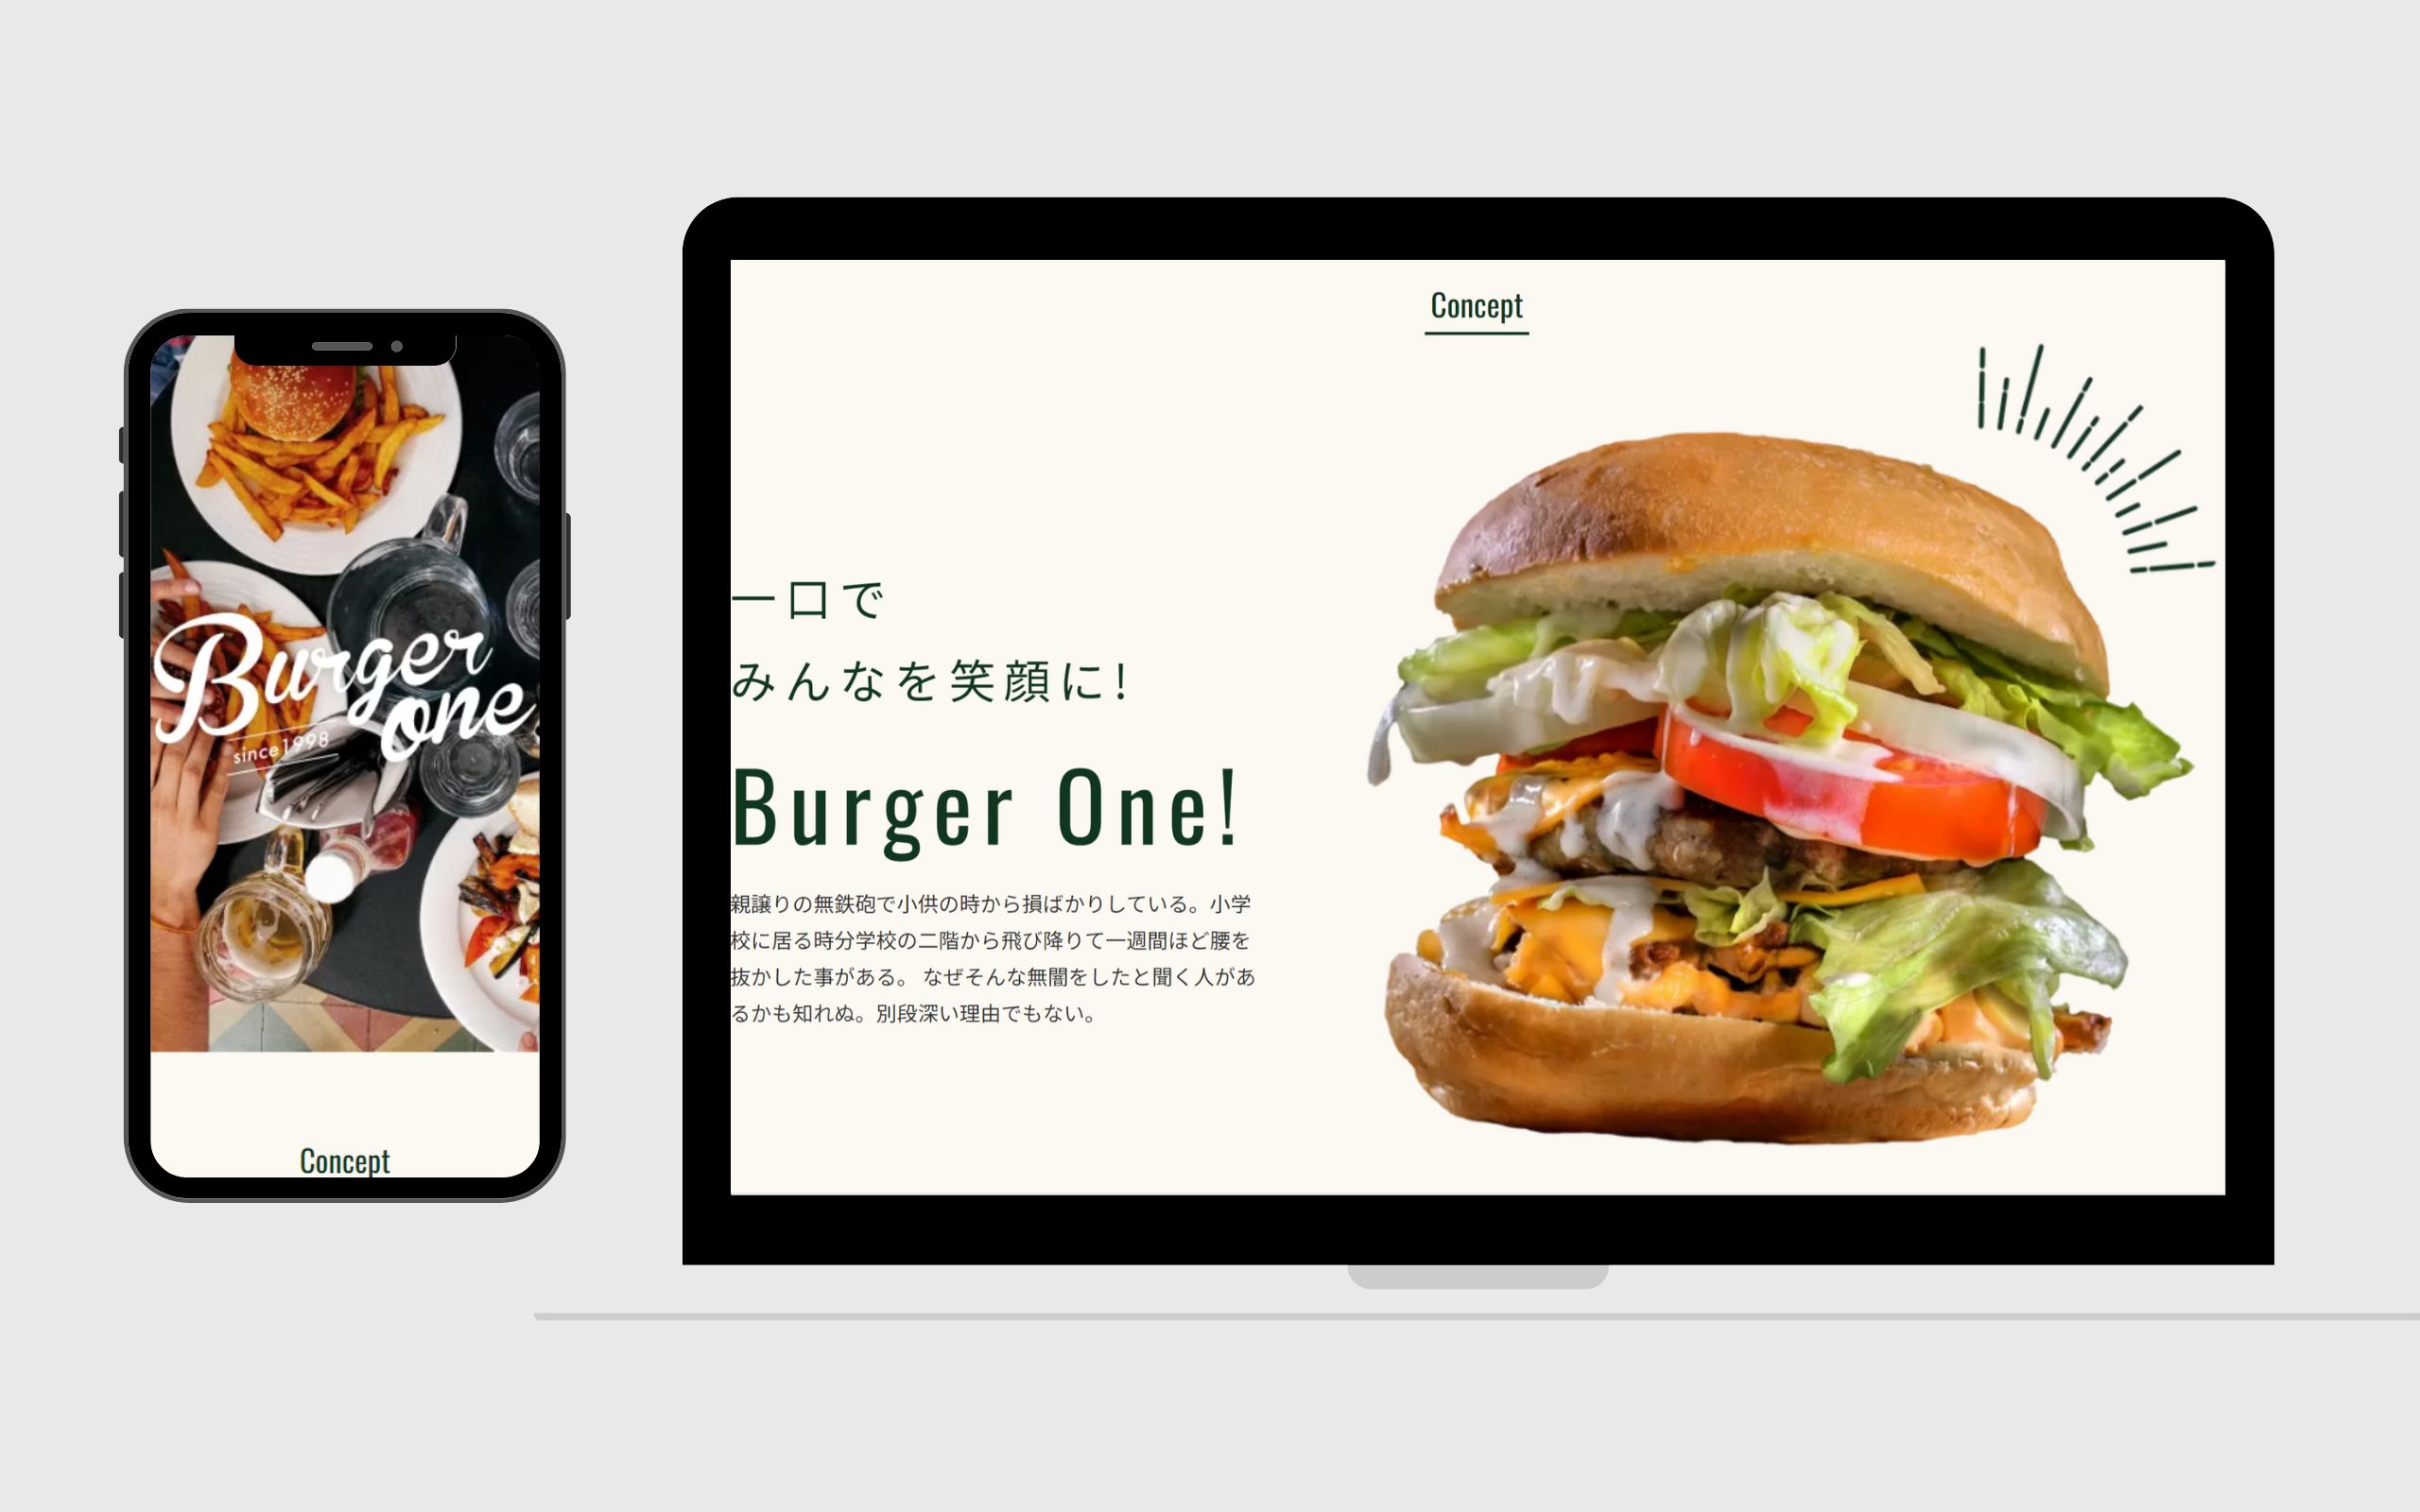 Burger
one
since1998
Concept
Concept
一口で
みんなを笑顔に!
Burger One!
親譲りの無鉄砲で小供の時から損ばかりしている。小学
校に居る時分学校の二階から飛び降りて一週間ほど腰を
抜かした事がある。 なぜそんな無闇をしたと聞く人があ
るかも知れぬ。別段深い理由でもない。